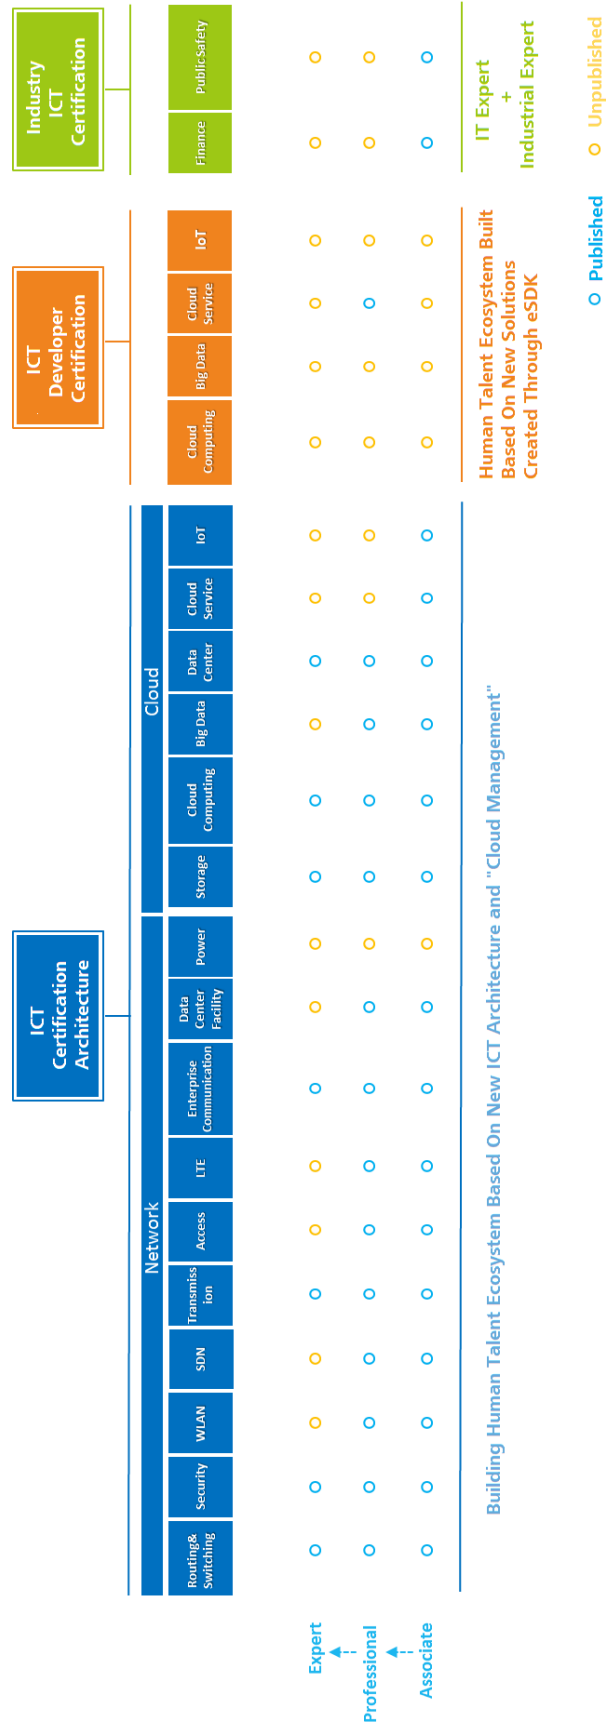 ICT
Certification
Architecture
ICT
Developer
Certification
Industry
ICT
Certification
Network
Cloud
Routing&
Switching
Security
WLAN
SDN
Transmiss
ion
Access
LTE
Enterprise
Communication
Data
Center
Facility
Power
Storage
Cloud
Computing
Big Data
Data
Center
Cloud
Service
IoT
Cloud
Computing
Big Data
Cloud
Service
IoT
Finance
PublicSafety
Expert
Professional
Associate
Building Human Talent Ecosystem Based On New ICT Architecture and "Cloud Management"
Human Talent Ecosystem Built
Based On New Solutions
Created Through eSDK
IT Expert
+
Industrial Expert
Published
Unpublished